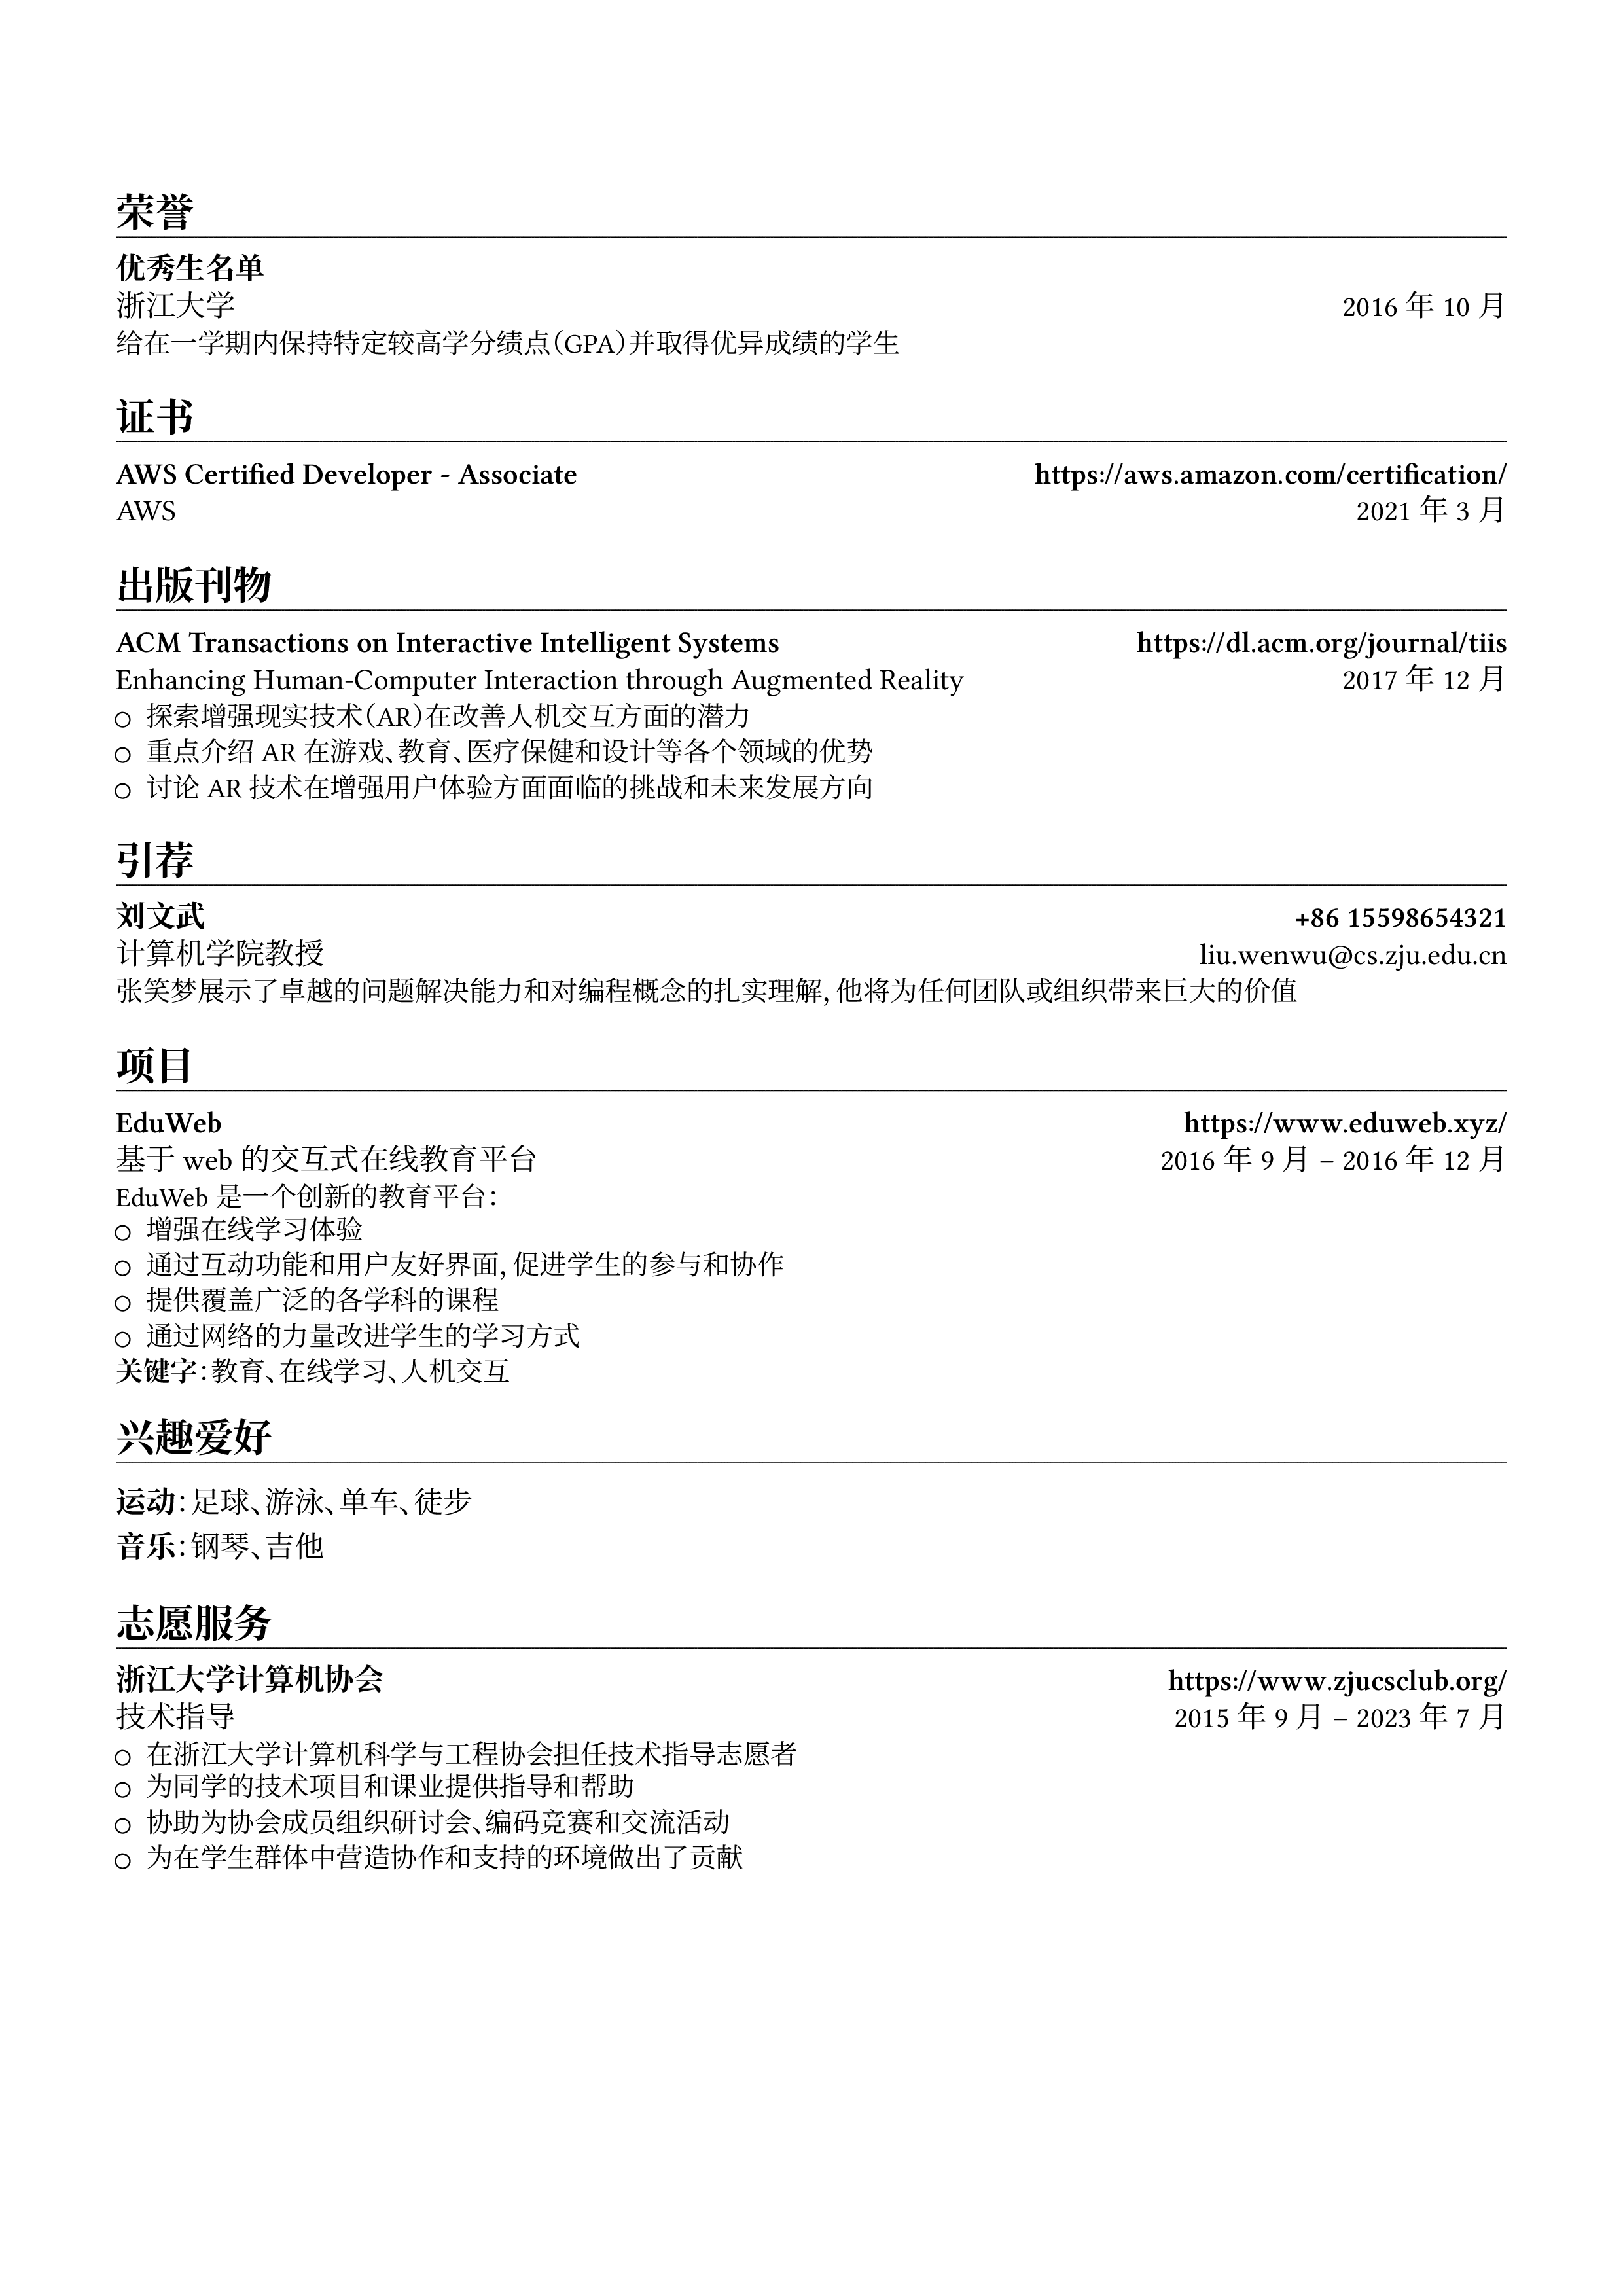 荣誉
优秀生名单
浙江大学 2016 年 10 月
给在一学期内保持特定较高学分绩点（GPA）并取得优异成绩的学生
证书
AWS Certified Developer - Associate https://aws.amazon.com/certification/
AWS 2021 年 3 月
出版刊物
ACM Transactions on Interactive Intelligent Systems https://dl.acm.org/journal/tiis
Enhancing Human-Computer Interaction through Augmented Reality 2017 年 12 月
○ 探索增强现实技术（AR）在改善人机交互方面的潜力
○ 重点介绍 AR 在游戏、教育、医疗保健和设计等各个领域的优势
○ 讨论 AR 技术在增强用户体验方面面临的挑战和未来发展方向
引荐
刘文武 +86 15598654321
计算机学院教授 liu.wenwu@cs.zju.edu.cn
张笑梦展示了卓越的问题解决能力和对编程概念的扎实理解，他将为任何团队或组织带来巨大的价值
项目
EduWeb https://www.eduweb.xyz/
基于 web 的交互式在线教育平台 2016 年 9 月 – 2016 年 12 月
EduWeb 是一个创新的教育平台：
○ 增强在线学习体验
○ 通过互动功能和用户友好界面，促进学生的参与和协作
○ 提供覆盖广泛的各学科的课程
○ 通过网络的力量改进学生的学习方式
关键字：教育、在线学习、人机交互
兴趣爱好
运动：足球、游泳、单车、徒步
音乐：钢琴、吉他
志愿服务
浙江大学计算机协会 https://www.zjucsclub.org/
技术指导 2015 年 9 月 – 2023 年 7 月
○ 在浙江大学计算机科学与工程协会担任技术指导志愿者
○ 为同学的技术项目和课业提供指导和帮助
○ 协助为协会成员组织研讨会、编码竞赛和交流活动
○ 为在学生群体中营造协作和支持的环境做出了贡献